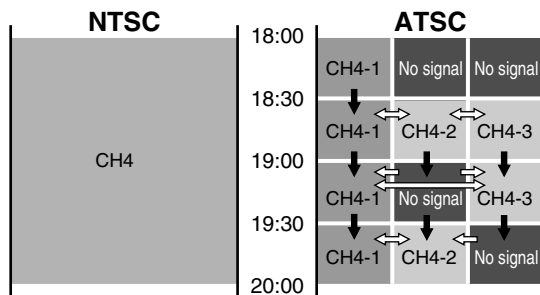 NTSC
ATSC
18:00
CH4-1 No signal No signal
18:30
CH4-1 CH4-2 CH4-3
CH4
19:00
CH4-1 No signal CH4-3
19:30
CH4-1 CH4-2 No signal
20:00